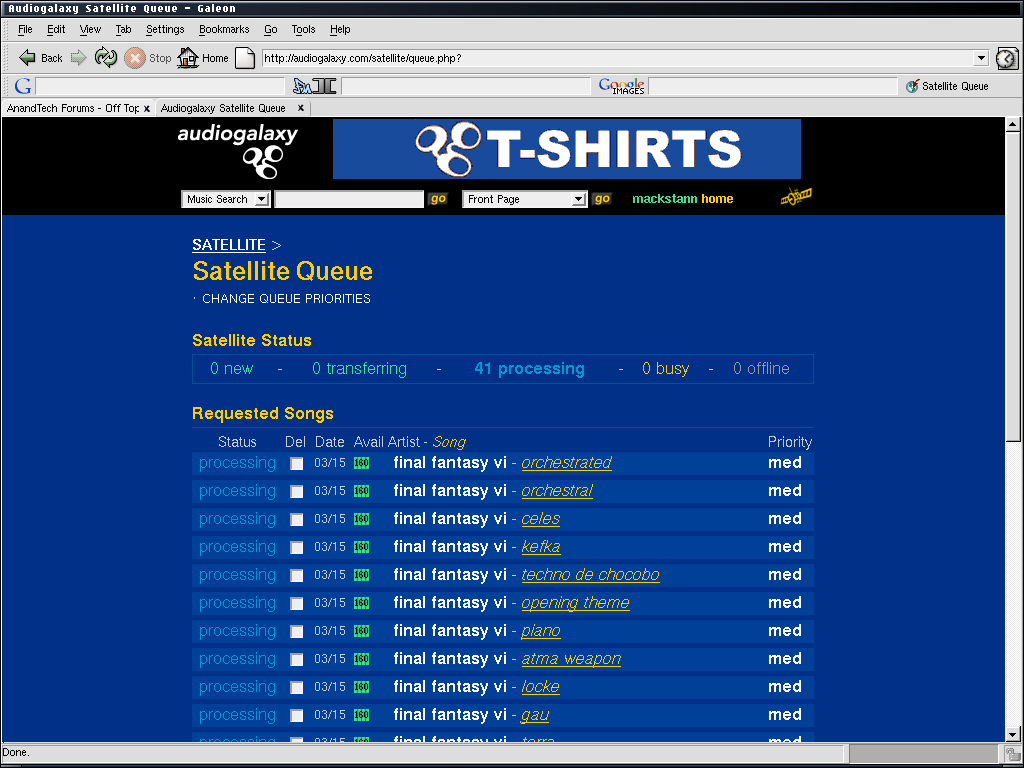 Audiogalaxy Satellite Queue - Galeon
File Edit View Tab Settings Bookmarks Go Tools Help
Back Stop Home http://audiogalaxy.com/satellite/queue.php?
G Google IMAGES Satellite Queue
AnandTech Forums - Off Top x Audiogalaxy Satellite Queue x
audiogalaxy T-SHIRTS
Music Search go Front Page go mackstann home
SATELLITE >
Satellite Queue
· CHANGE QUEUE PRIORITIES
Satellite Status
0 new - 0 transferring - 41 processing - 0 busy - 0 offline
Requested Songs
Status Del Date Avail Artist - Song Priority
processing 03/15 160 final fantasy vi - orchestrated med
processing 03/15 160 final fantasy vi - orchestral med
processing 03/15 160 final fantasy vi - celes med
processing 03/15 160 final fantasy vi - kefka med
processing 03/15 160 final fantasy vi - techno de chocobo med
processing 03/15 160 final fantasy vi - opening theme med
processing 03/15 160 final fantasy vi - piano med
processing 03/15 160 final fantasy vi - atma weapon med
processing 03/15 160 final fantasy vi - locke med
processing 03/15 160 final fantasy vi - gau med
processing 03/15 160 final fantasy vi - terra med
Done.